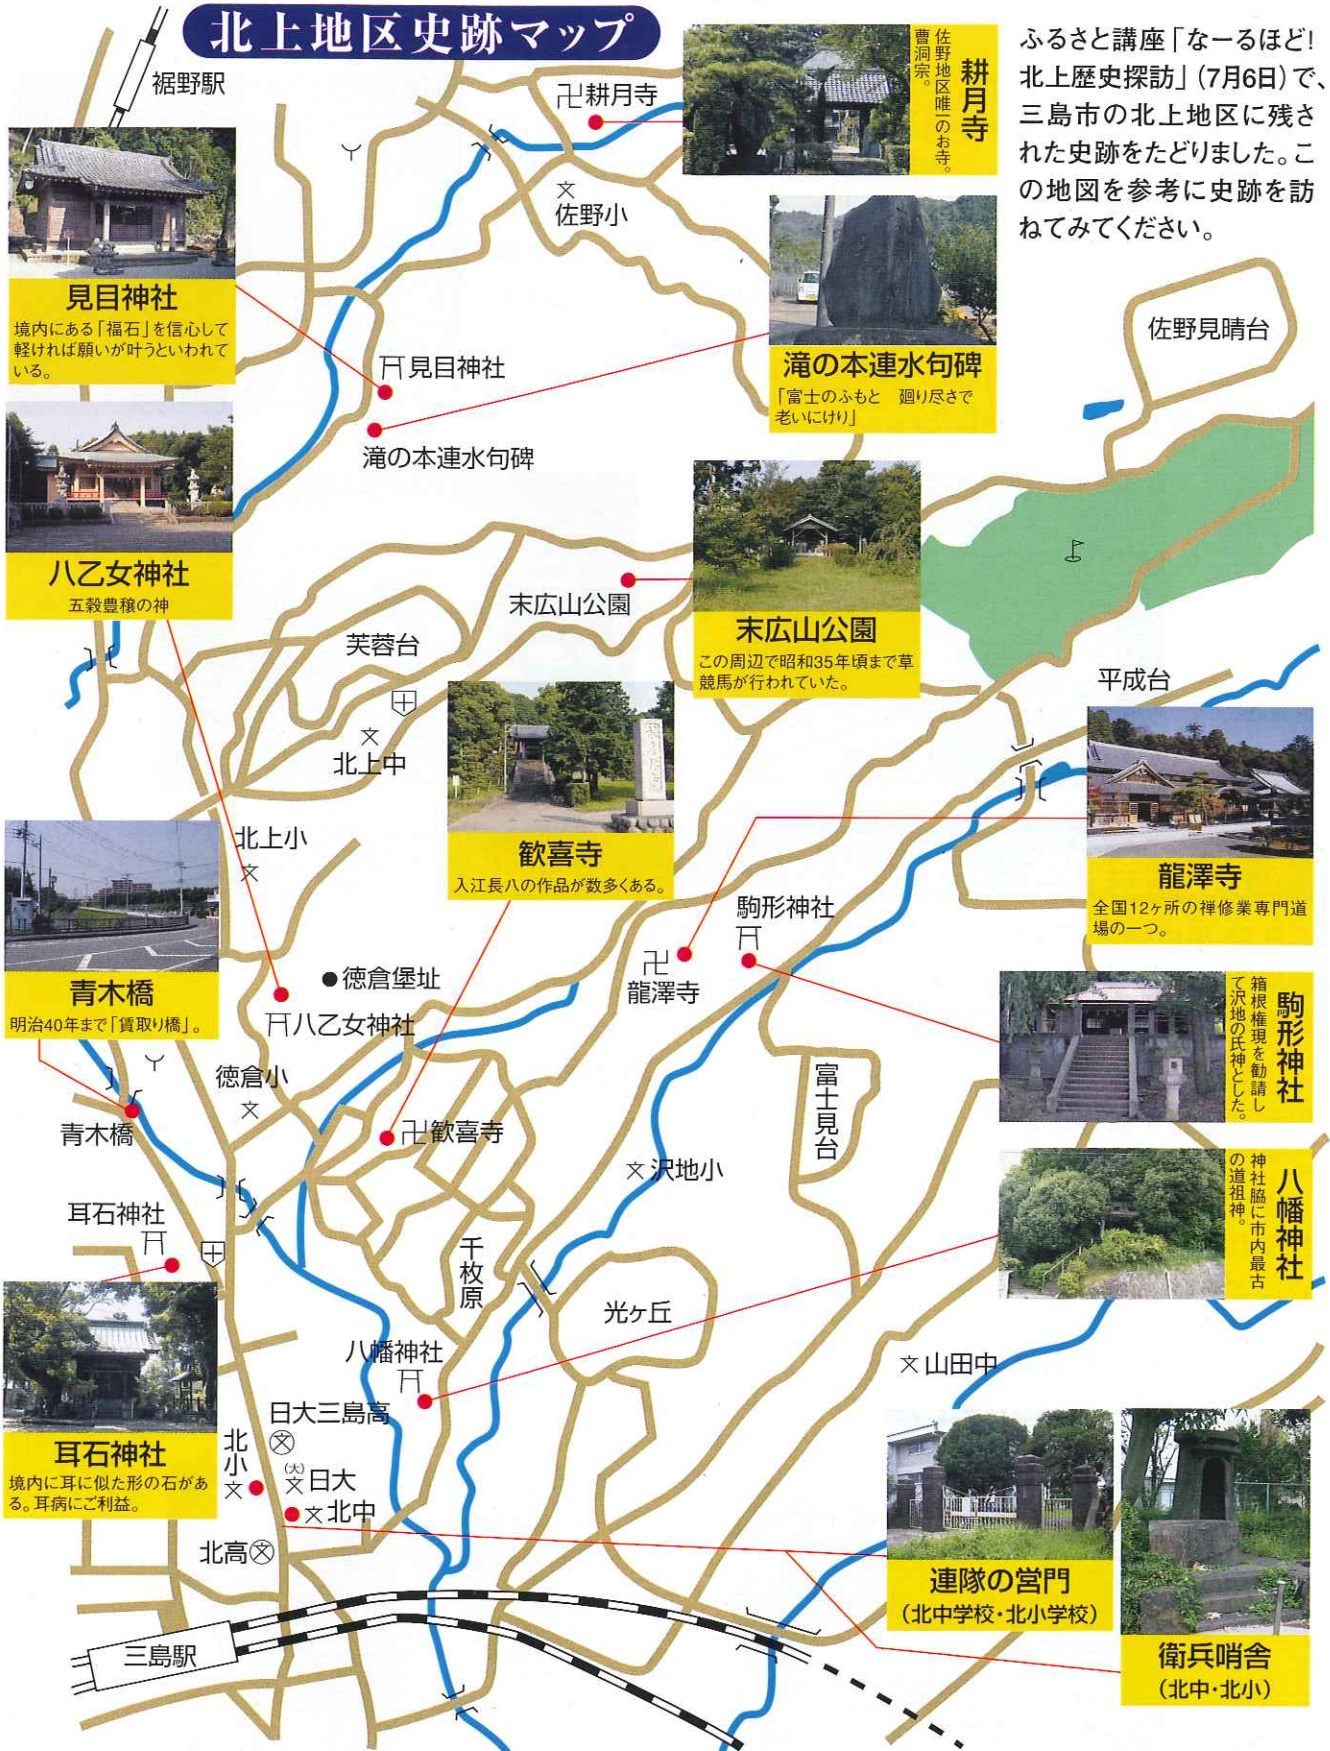 北上地区史跡マップ
ふるさと講座「なーるほど!
北上歴史探訪」(7月6日)で、
三島市の北上地区に残さ
れた史跡をたどりました。こ
の地図を参考に史跡を訪
ねてみてください。
裾野駅
卍耕月寺
耕月寺
佐野地区唯一のお寺。
曹洞宗。
文
佐野小
見目神社
境内にある「福石」を信心して
軽ければ願いが叶うといわれて
いる。
見目神社
滝の本連水句碑
滝の本連水句碑
「富士のふもと 廻り尽さで
老いにけり」
佐野見晴台
八乙女神社
五穀豊穣の神
末広山公園
末広山公園
この周辺で昭和35年頃まで草
競馬が行われていた。
芙蓉台
文
北上中
平成台
歓喜寺
入江長八の作品が数多くある。
龍澤寺
全国12ヶ所の禅修業専門道
場の一つ。
北上小
文
青木橋
明治40年まで「賃取り橋」。
駒形神社
卍
龍澤寺
徳倉堡址
八乙女神社
駒形神社
箱根権現を勧請し
て沢地の氏神とした。
徳倉小
文
青木橋
卍歓喜寺
富士見台
文沢地小
八幡神社
神社脇に市内最古
の道祖神。
耳石神社
千枚原
光ヶ丘
耳石神社
境内に耳に似た形の石があ
る。耳病にご利益。
八幡神社
文山田中
日大三島高
文
北小
文
(大)
文日大
文北中
北高文
連隊の営門
(北中学校・北小学校)
衛兵哨舎
(北中・北小)
三島駅